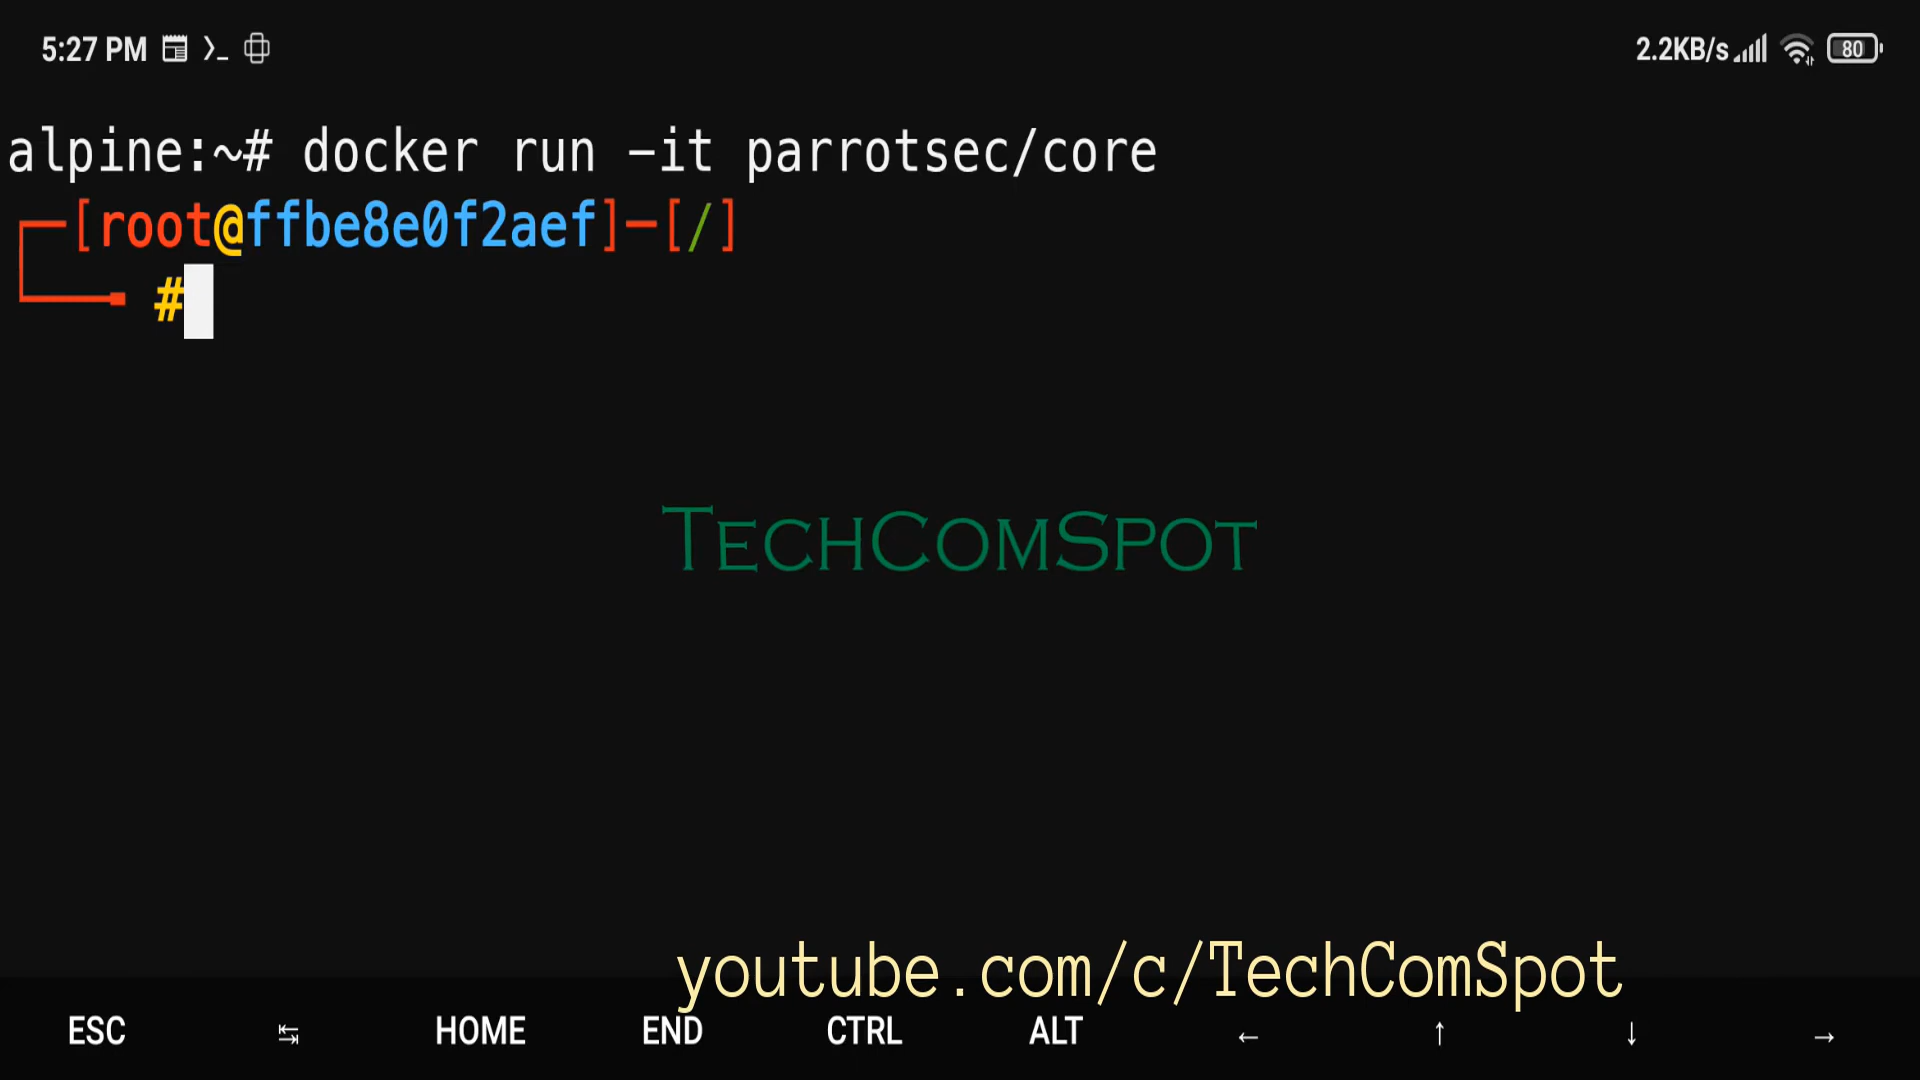 5:27 PM
2.2KB/s 80
alpine:~# docker run -it parrotsec/core
┌─[root@ffbe8e0f2aef]─[/]
└──╼ #
TechComSpot
youtube.com/c/TechComSpot
ESC ↹ HOME END CTRL ALT ← ↑ ↓ →